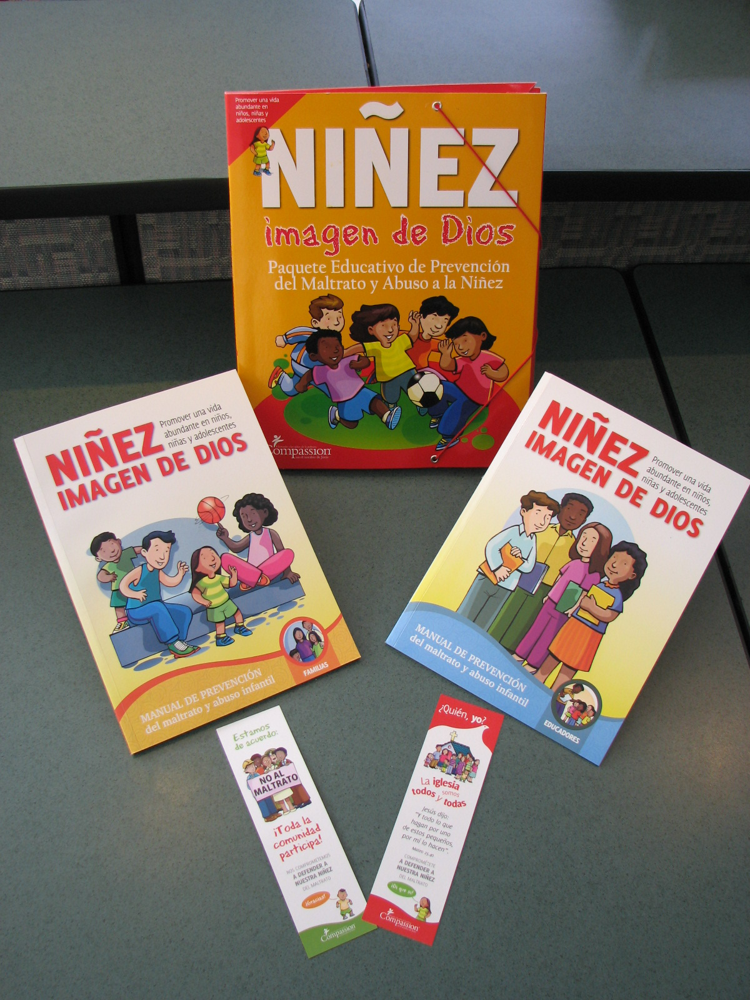 Promover una vida
abundante en
niños, niñas y
adolescentes
NIÑEZ
imagen de Dios
Paquete Educativo de Prevención
del Maltrato y Abuso a la Niñez
Compassion
en el nombre de Jesús
NIÑEZ
Promover una vida
abundante en niños,
niñas y adolescentes
IMAGEN DE DIOS
FAMILIAS
MANUAL DE PREVENCIÓN
del maltrato y abuso infantil
NIÑEZ
Promover una vida
abundante en niños,
niñas y adolescentes
IMAGEN DE DIOS
MANUAL DE PREVENCIÓN
del maltrato y abuso infantil
EDUCADORES
Estamos
de acuerdo:
NO AL
MALTRATO
¡Toda la
comunidad
participa!
NOS COMPROMETEMOS
A DEFENDER A
NUESTRA NIÑEZ
DEL MALTRATO
¡Gracias!
Compassion
¿Quién, yo?
La iglesia
somos
todos y todas
Jesús dijo:
"Y todo lo que
hagan por uno
de estos pequeños,
por mí lo hacen".
Mateo 25.40
COMPROMÉTETE
A DEFENDER A
NUESTRA NIÑEZ
DEL MALTRATO
¡Di que sí!
Compassion